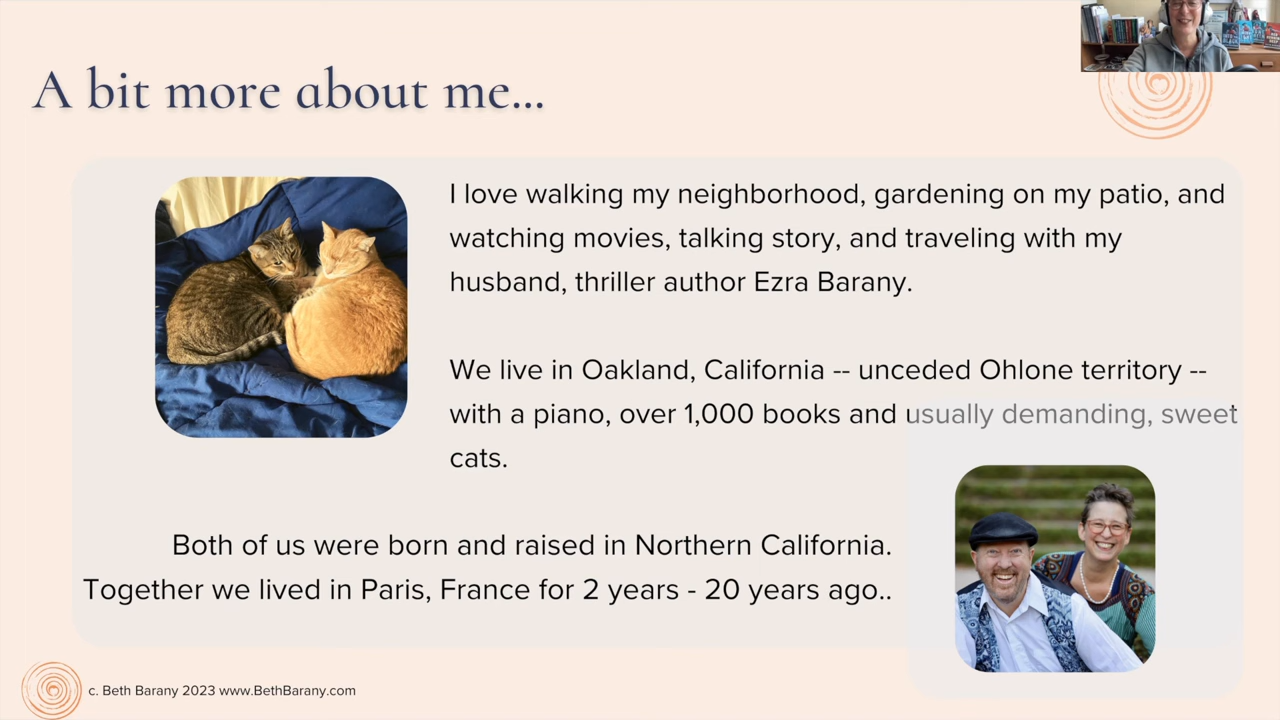 A bit more about me...
I love walking my neighborhood, gardening on my patio, and
watching movies, talking story, and traveling with my
husband, thriller author Ezra Barany.
We live in Oakland, California -- unceded Ohlone territory --
with a piano, over 1,000 books and usually demanding, sweet
cats.
Both of us were born and raised in Northern California.
Together we lived in Paris, France for 2 years - 20 years ago..
c. Beth Barany 2023 www.BethBarany.com